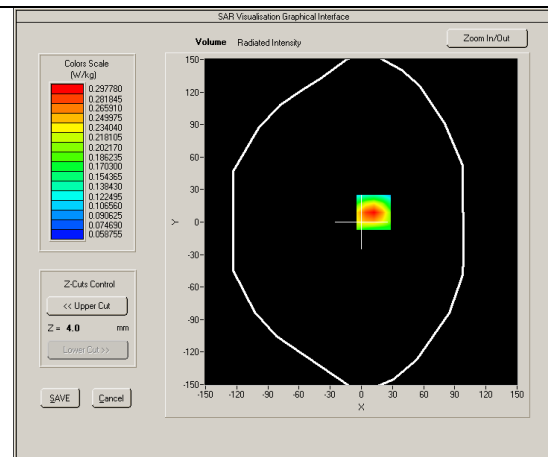 SAR Visualisation Graphical Interface
Volume Radiated Intensity
Zoom In/Out
Colors Scale
(W/kg)
0.297780
0.281845
0.265910
0.249975
0.234040
0.218105
0.202170
0.186235
0.170300
0.154365
0.138430
0.122495
0.106560
0.090625
0.074690
0.058755
Z-Cuts Control
<< Upper Cut
Z = 4.0 mm
Lower Cut >>
SAVE Cancel
150
120
90
60
30
0
-30
-60
-90
-120
-150
Y
-150 -120 -90 -60 -30 0 30 60 90 120 150
X